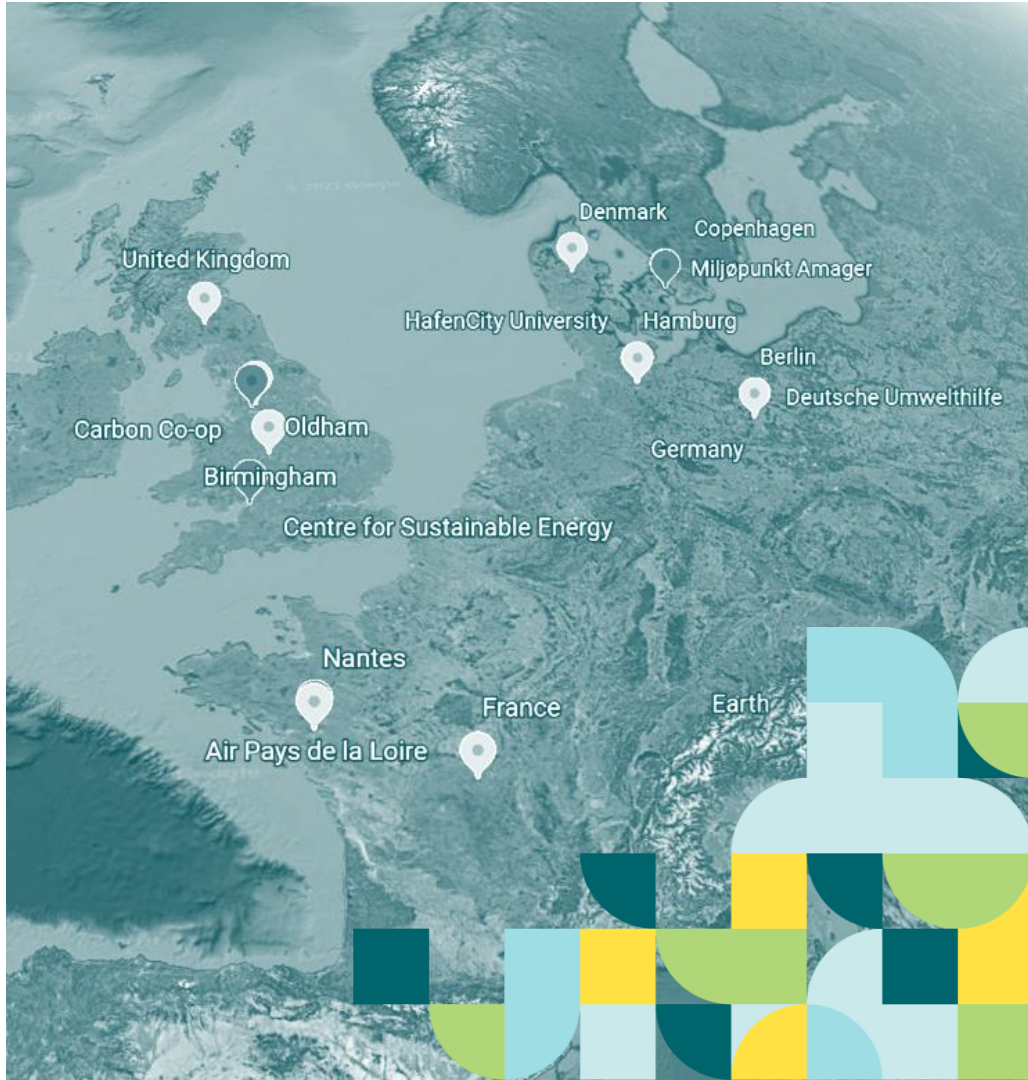 Denmark
Copenhagen
United Kingdom
Miljøpunkt Amager
HafenCity University
Hamburg
Berlin
Deutsche Umwelthilfe
Carbon Co-op
Oldham
Germany
Birmingham
Centre for Sustainable Energy
Nantes
France
Earth
Air Pays de la Loire